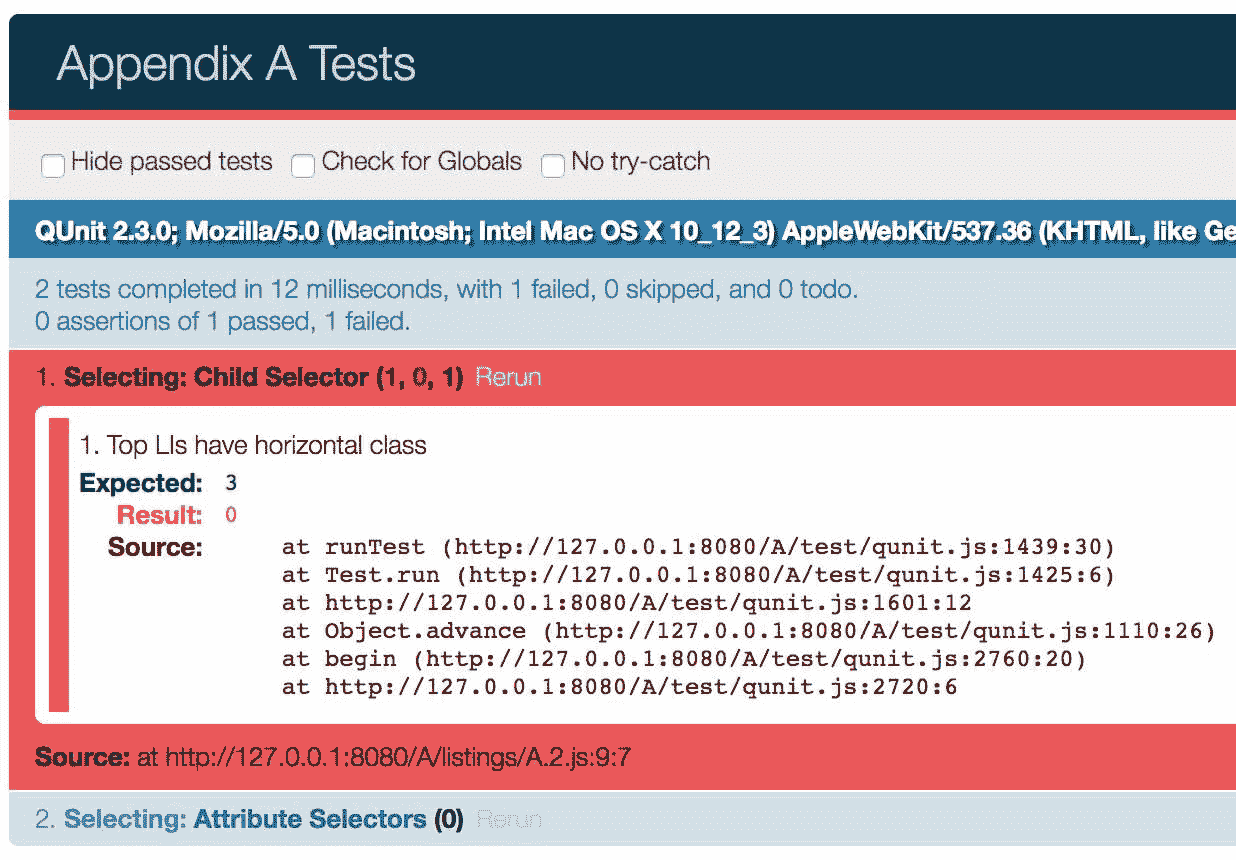 Appendix A Tests
Hide passed tests Check for Globals No try-catch
QUnit 2.3.0; Mozilla/5.0 (Macintosh; Intel Mac OS X 10_12_3) AppleWebKit/537.36 (KHTML, like Ge
2 tests completed in 12 milliseconds, with 1 failed, 0 skipped, and 0 todo.
0 assertions of 1 passed, 1 failed.
1. Selecting: Child Selector (1, 0, 1) Rerun
1. Top LIs have horizontal class
Expected: 3
Result: 0
Source: at runTest (http://127.0.0.1:8080/A/test/qunit.js:1439:30)
at Test.run (http://127.0.0.1:8080/A/test/qunit.js:1425:6)
at http://127.0.0.1:8080/A/test/qunit.js:1601:12
at Object.advance (http://127.0.0.1:8080/A/test/qunit.js:1110:26)
at begin (http://127.0.0.1:8080/A/test/qunit.js:2760:20)
at http://127.0.0.1:8080/A/test/qunit.js:2720:6
Source: at http://127.0.0.1:8080/A/listings/A.2.js:9:7
2. Selecting: Attribute Selectors (0) Rerun